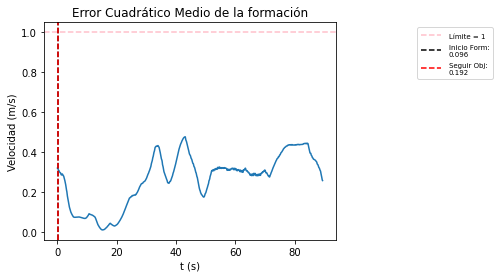 Error Cuadrático Medio de la formación
1.0
0.8
0.6
0.4
0.2
0.0
Velocidad (m/s)
0
20
40
60
80
t (s)
Límite = 1
Inicio Form:
0.096
Seguir Obj:
0.192